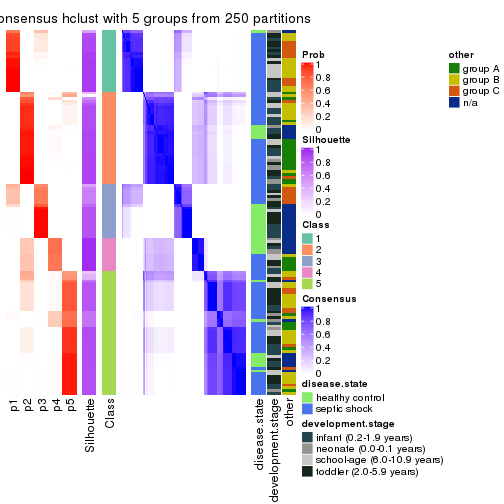 onsensus hclust with 5 groups from 250 partitions
Prob
1
0.8
0.6
0.4
0.2
0
Silhouette
1
0.8
0.6
0.4
0.2
0
Class
1
2
3
4
5
Consensus
1
0.8
0.6
0.4
0.2
0
disease.state
healthy control
septic shock
development.stage
infant (0.2-1.9 years)
neonate (0.0-0.1 years)
school-age (6.0-10.9 years)
toddler (2.0-5.9 years)
other
group A
group B
group C
n/a
p1
p2
p3
p4
p5
Silhouette
Class
disease.state
development.stage
other